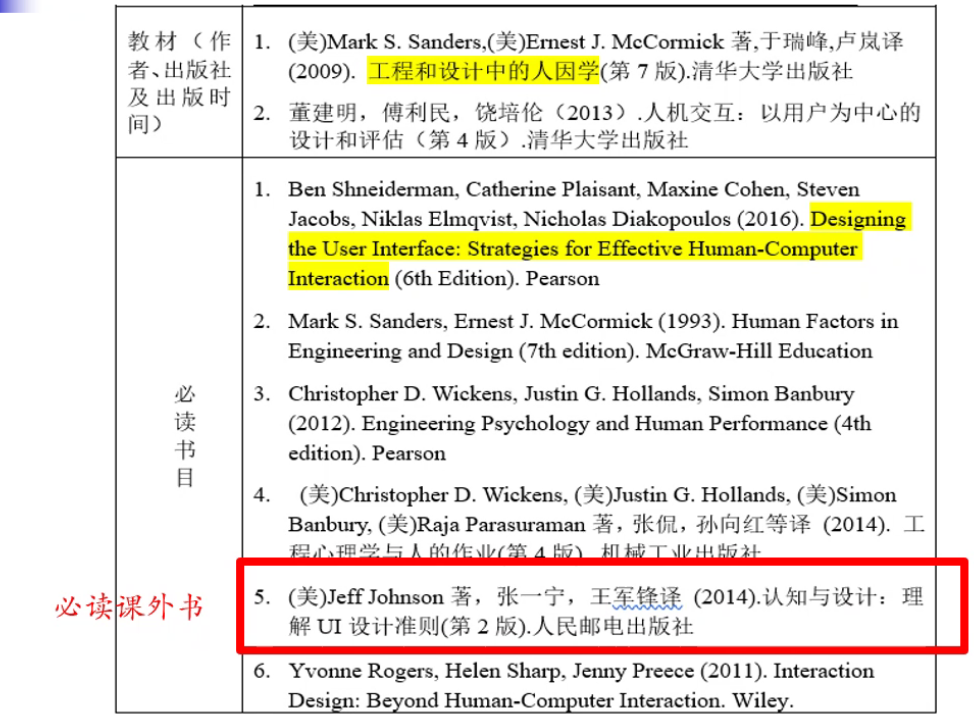 教材（作
者、出版社
及出版时
间）
1. (美)Mark S. Sanders,(美)Ernest J. McCormick 著,于瑞峰,卢岚译
(2009). 工程和设计中的人因学(第 7 版).清华大学出版社
2. 董建明，傅利民，饶培伦（2013）.人机交互：以用户为中心的
设计和评估（第 4 版）.清华大学出版社
必
读
书
目
1. Ben Shneiderman, Catherine Plaisant, Maxine Cohen, Steven
Jacobs, Niklas Elmqvist, Nicholas Diakopoulos (2016). Designing
the User Interface: Strategies for Effective Human-Computer
Interaction (6th Edition). Pearson
2. Mark S. Sanders, Ernest J. McCormick (1993). Human Factors in
Engineering and Design (7th edition). McGraw-Hill Education
3. Christopher D. Wickens, Justin G. Hollands, Simon Banbury
(2012). Engineering Psychology and Human Performance (4th
edition). Pearson
4. (美)Christopher D. Wickens, (美)Justin G. Hollands, (美)Simon
Banbury, (美)Raja Parasuraman 著，张侃，孙向红等译 (2014). 工
程心理学与人的作业(第 4 版). 机械工业出版社
必读课外书
5. (美)Jeff Johnson 著，张一宁，王军锋译 (2014).认知与设计：理
解 UI 设计准则(第 2 版).人民邮电出版社
6. Yvonne Rogers, Helen Sharp, Jenny Preece (2011). Interaction
Design: Beyond Human-Computer Interaction. Wiley.